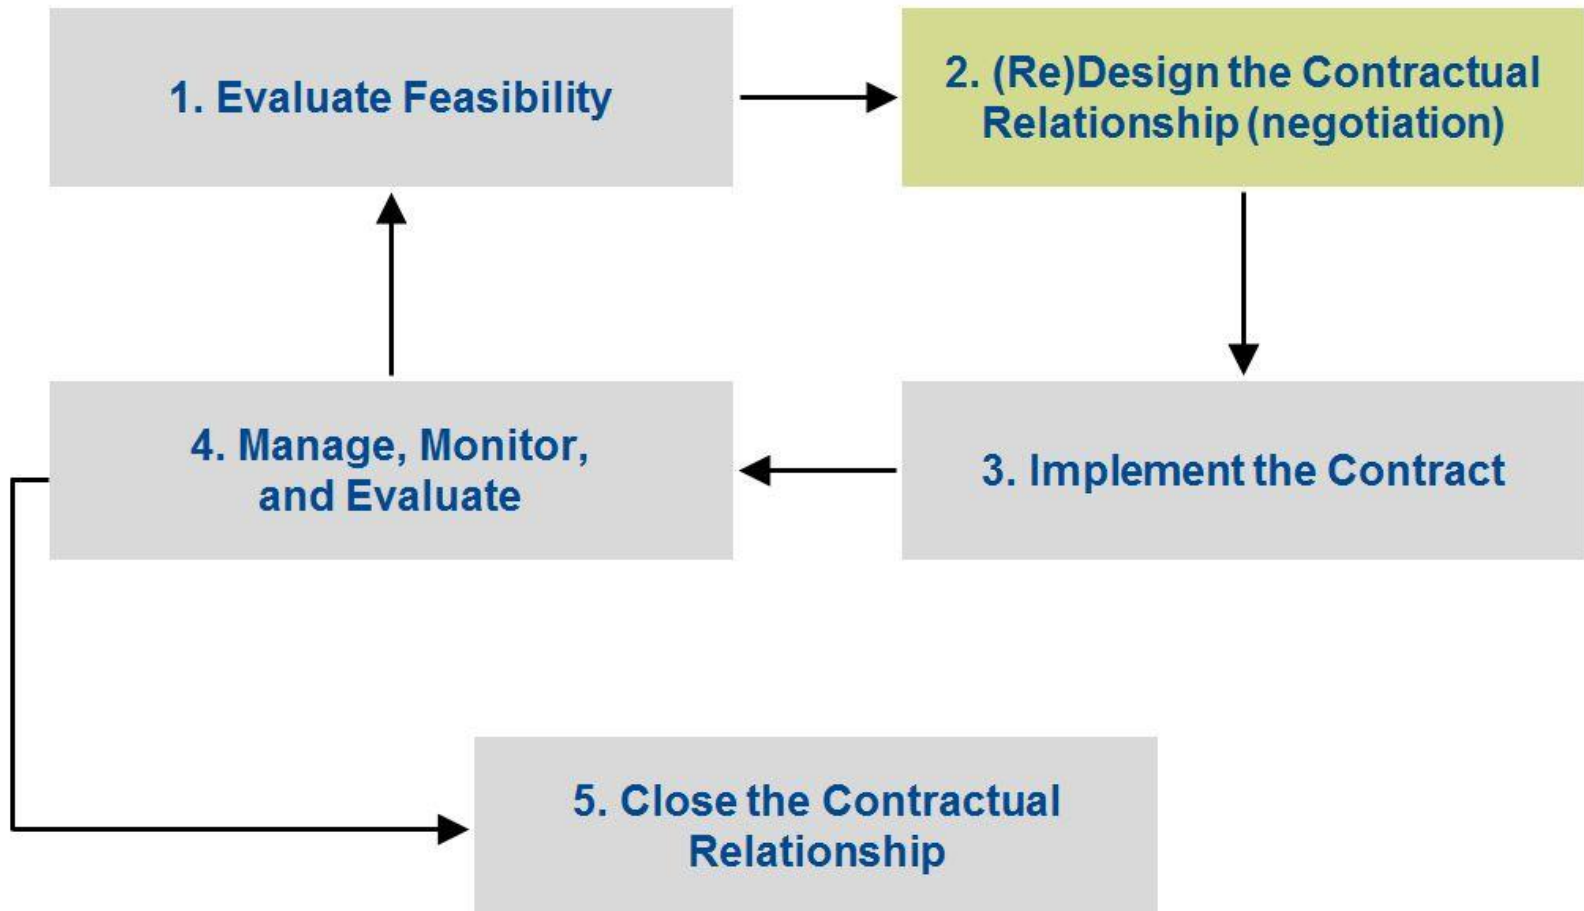 1. Evaluate Feasibility
2. (Re)Design the Contractual
Relationship (negotiation)
4. Manage, Monitor,
and Evaluate
3. Implement the Contract
5. Close the Contractual
Relationship